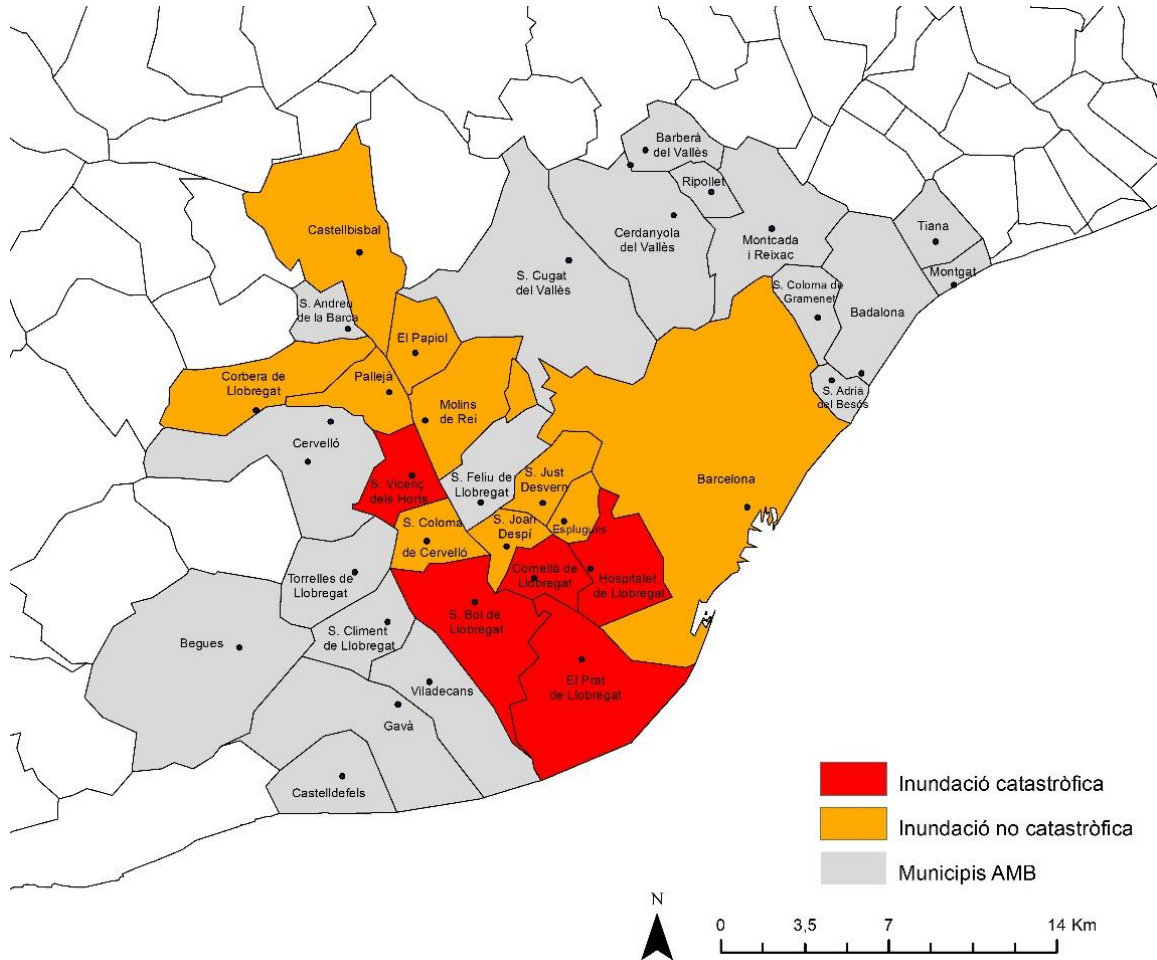 Barberà
del Vallès
Ripollet
Cerdanyola
del Vallès
Montcada
i Reixac
Tiana
Montgat
Castellbisbal
S. Cugat
del Vallès
S. Coloma de
Gramenet
Badalona
S. Andreu
de la Barca
El Papiol
S. Adrià
del Besòs
Corbera de
Llobregat
Pallejà
Molins
de Rei
Cervelló
S. Vicenç
dels Horts
S. Feliu de
Llobregat
S. Just
Desvern
Barcelona
S. Coloma
de Cervelló
S. Joan
Despí
Esplugues
Torrelles de
Llobregat
Cornellà de
Llobregat
Hospitalet
de Llobregat
S. Boi de
Llobregat
Begues
S. Climent
de Llobregat
El Prat
de Llobregat
Viladecans
Gavà
Castelldefels
Inundació catastròfica
Inundació no catastròfica
Municipis AMB
N
0 3,5 7 14 Km